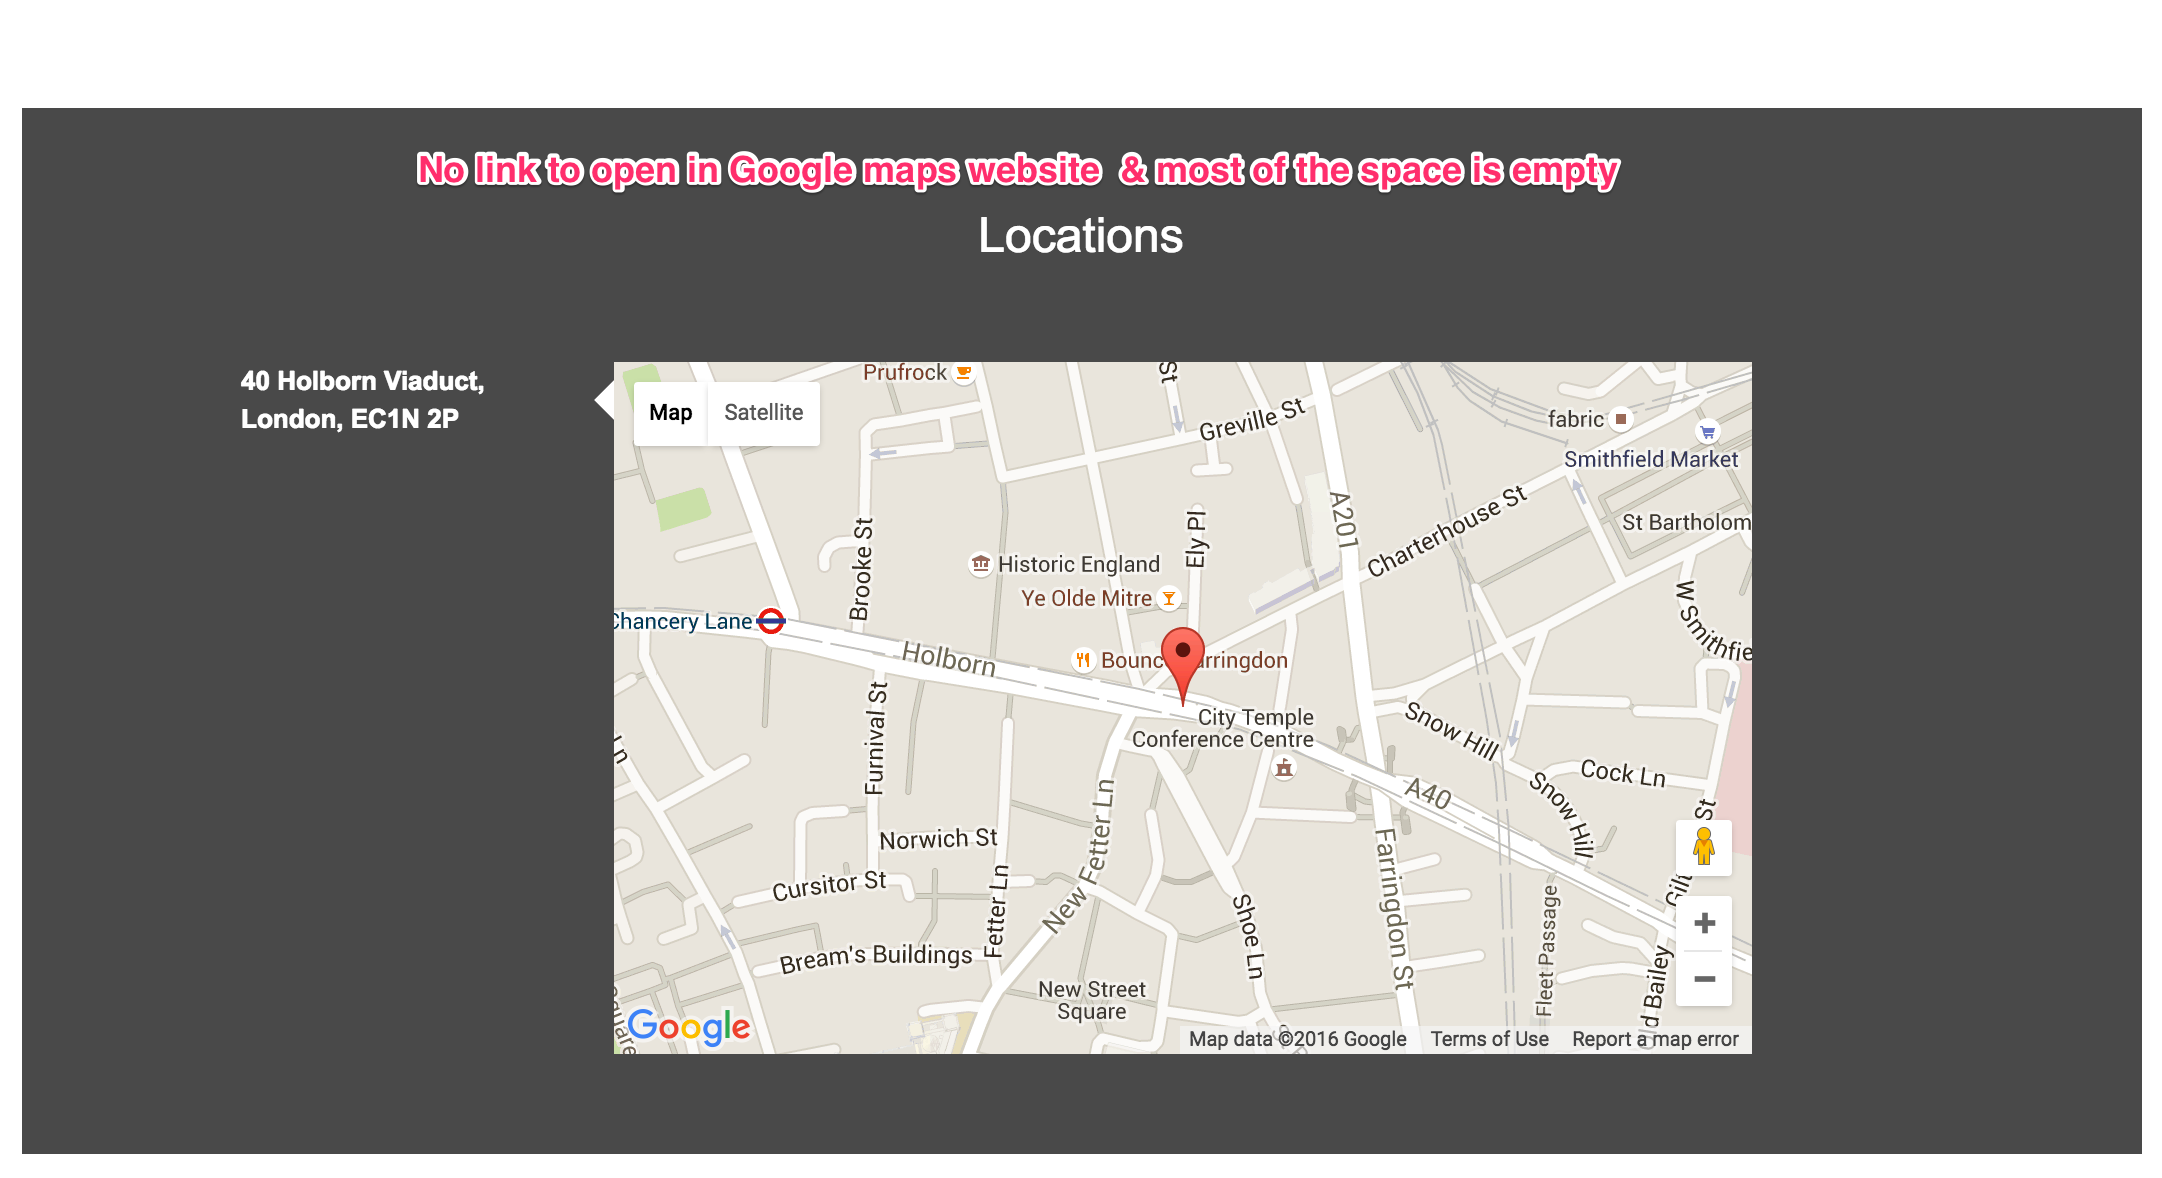 No link to open in Google maps website & most of the space is empty
Locations
40 Holborn Viaduct,
London, EC1N 2P
Map
Satellite
Prufrock
St
Greville St
fabric
Smithfield Market
A201
Charterhouse St
St Bartholom
Brooke St
Ely Pl
Historic England
Ye Olde Mitre
W Smithfie
Chancery Lane
Holborn
Bounc
arringdon
City Temple
Conference Centre
Furnival St
Snow Hill
Ln
Cock Ln
Snow Hill
A40
St
New Fetter Ln
Norwich St
Farringdon St
Cursitor St
Fetter Ln
Shoe Ln
Gilt
Fleet Passage
Bream's Buildings
Old Bailey
New Street
Square
Square
Google
Map data ©2016 Google
Terms of Use
Report a map error